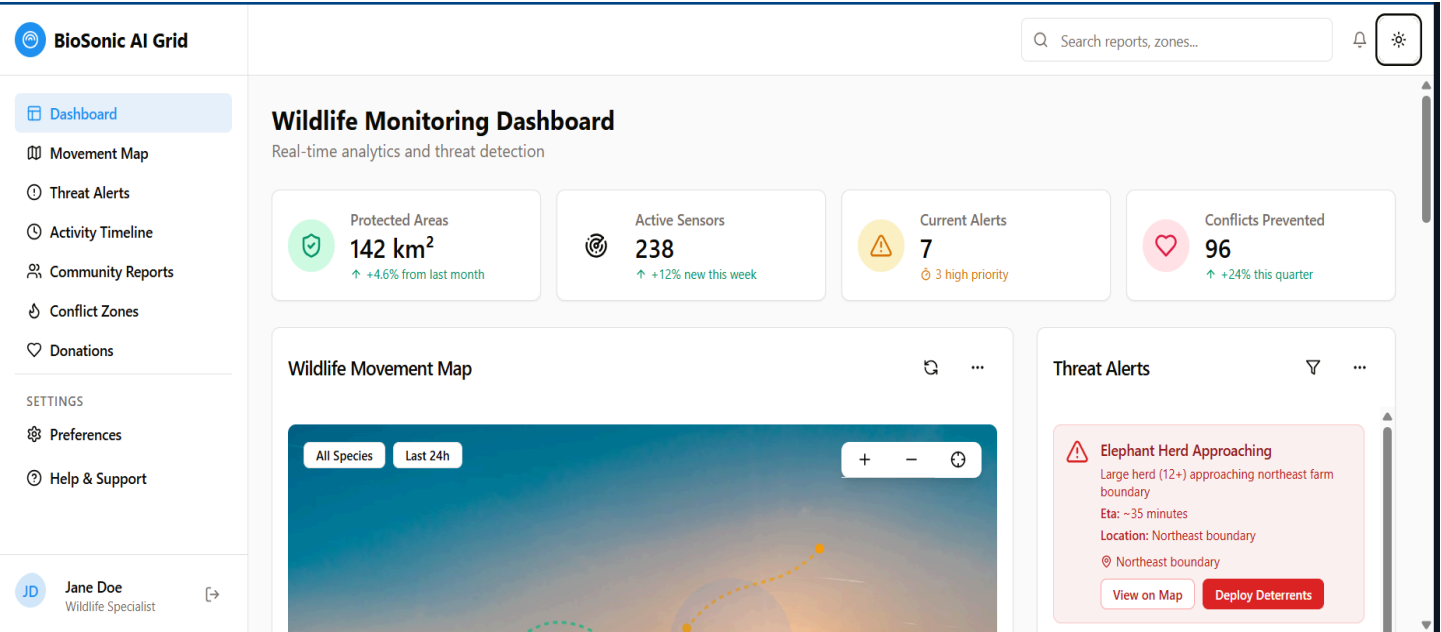 BioSonic AI Grid
Search reports, zones...
Dashboard
Movement Map
Threat Alerts
Activity Timeline
Community Reports
Conflict Zones
Donations
SETTINGS
Preferences
Help & Support
JD
Jane Doe
Wildlife Specialist
Wildlife Monitoring Dashboard
Real-time analytics and threat detection
Protected Areas
142 km²
+4.6% from last month
Active Sensors
238
+12% new this week
Current Alerts
7
3 high priority
Conflicts Prevented
96
+24% this quarter
Wildlife Movement Map
All Species
Last 24h
Threat Alerts
Elephant Herd Approaching
Large herd (12+) approaching northeast farm
boundary
Eta: ~35 minutes
Location: Northeast boundary
Northeast boundary
View on Map
Deploy Deterrents